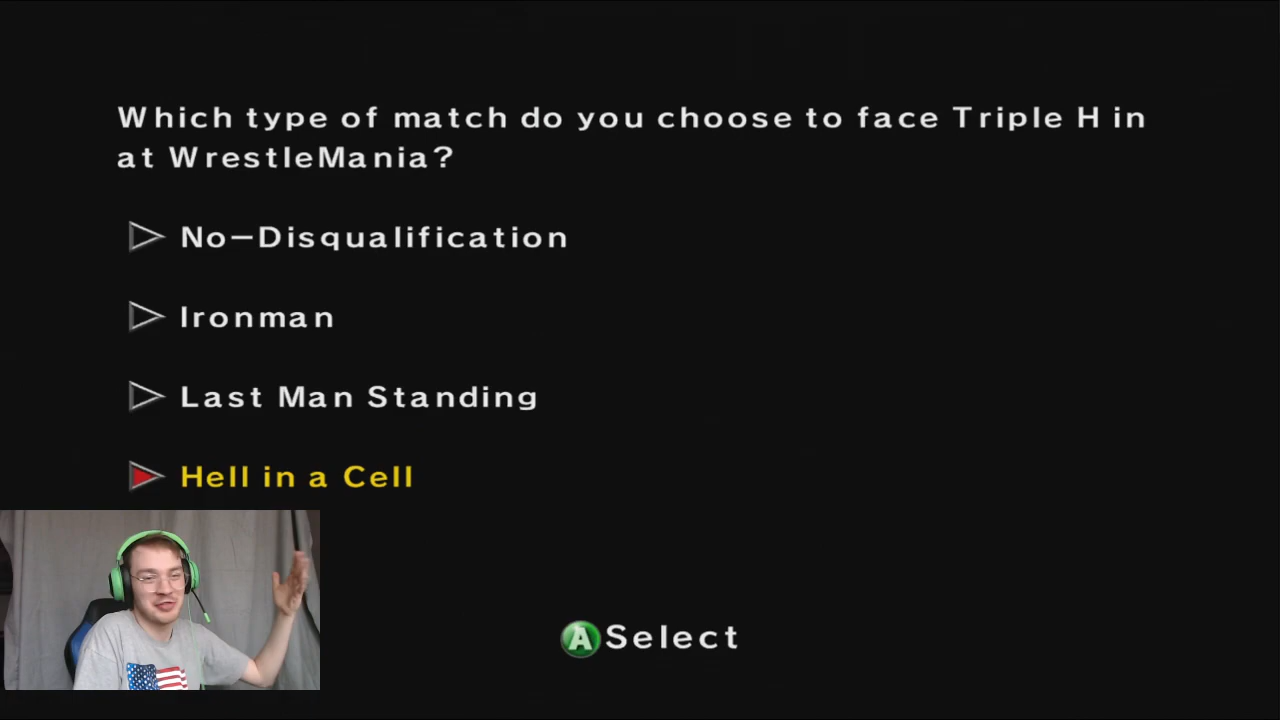 Which type of match do you choose to face Triple H in
at WrestleMania?
No-Disqualification
Ironman
Last Man Standing
Hell in a Cell
A Select